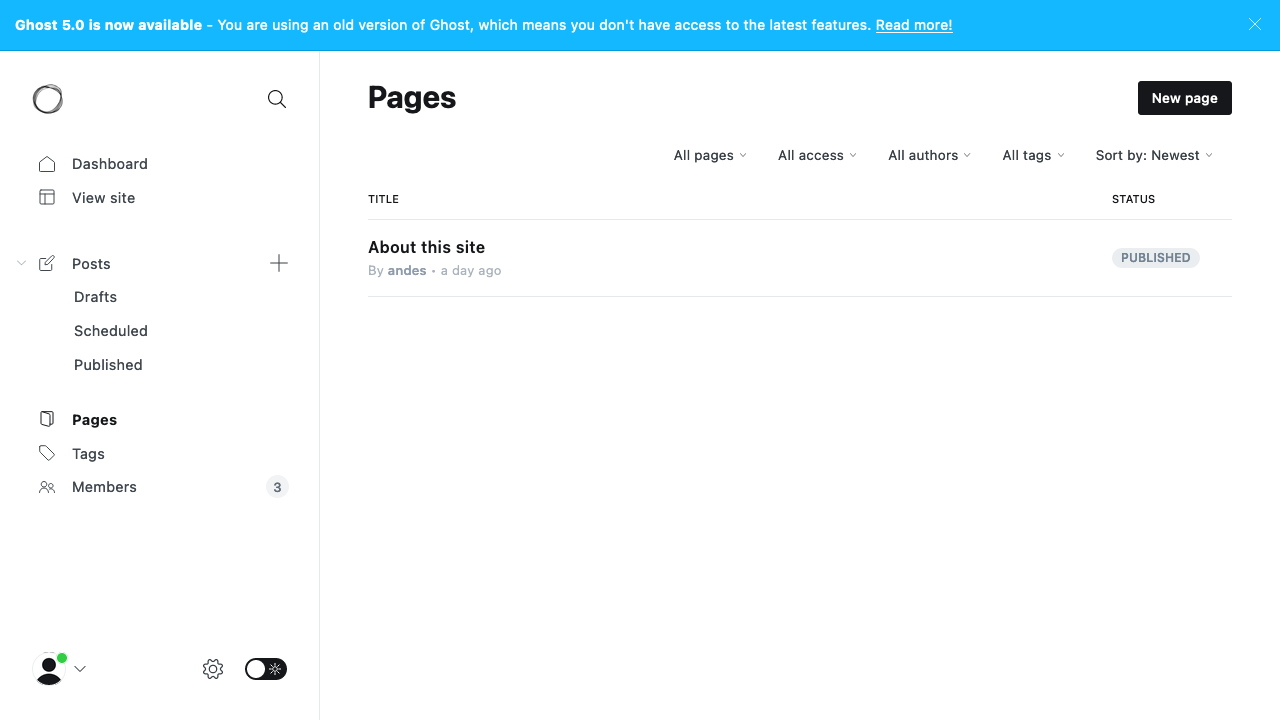 Ghost 5.0 is now available - You are using an old version of Ghost, which means you don't have access to the latest features. Read more!
Dashboard
View site
Posts
Drafts
Scheduled
Published
Pages
Tags
Members
3
Pages
New page
All pages
All access
All authors
All tags
Sort by: Newest
TITLE
STATUS
About this site
By andes • a day ago
PUBLISHED